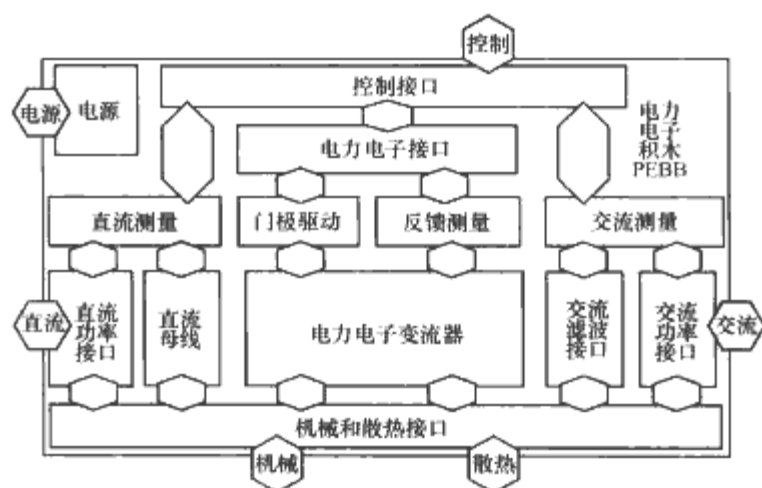 控制
控制接口
电源
电源
电力
电子
积木
PEBB
电力电子接口
直流测量
门极驱动
反馈测量
交流测量
直流
直流
功率
接口
直流
母线
电力电子变流器
交流
滤波
接口
交流
功率
接口
交流
机械和散热接口
机械
散热